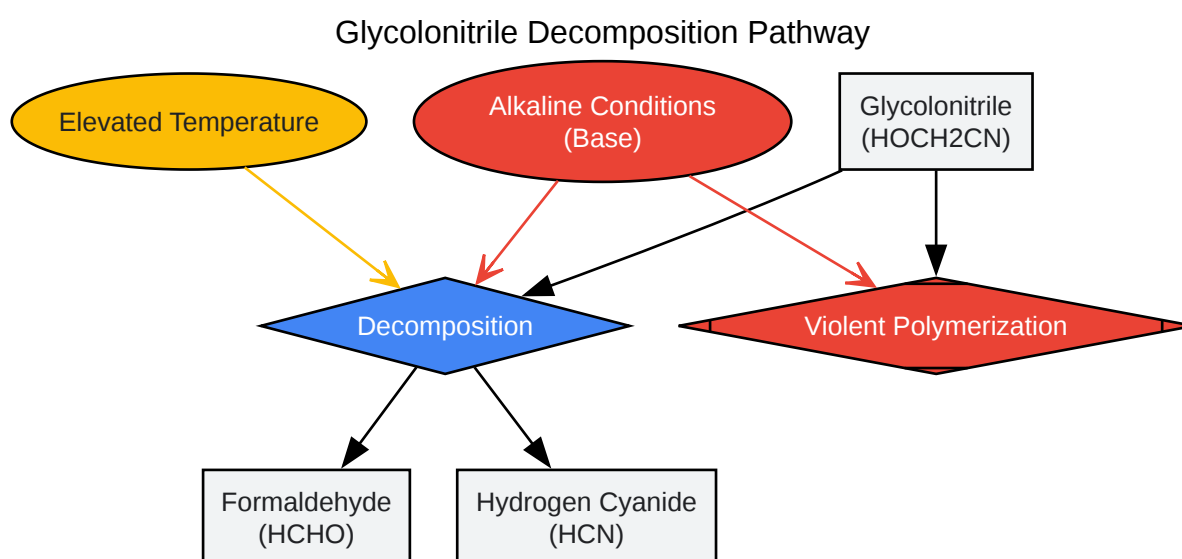 Glycolonitrile Decomposition Pathway
Elevated Temperature
Alkaline Conditions
(Base)
Glycolonitrile
(HOCH2CN)
Decomposition
Violent Polymerization
Formaldehyde
(HCHO)
Hydrogen Cyanide
(HCN)